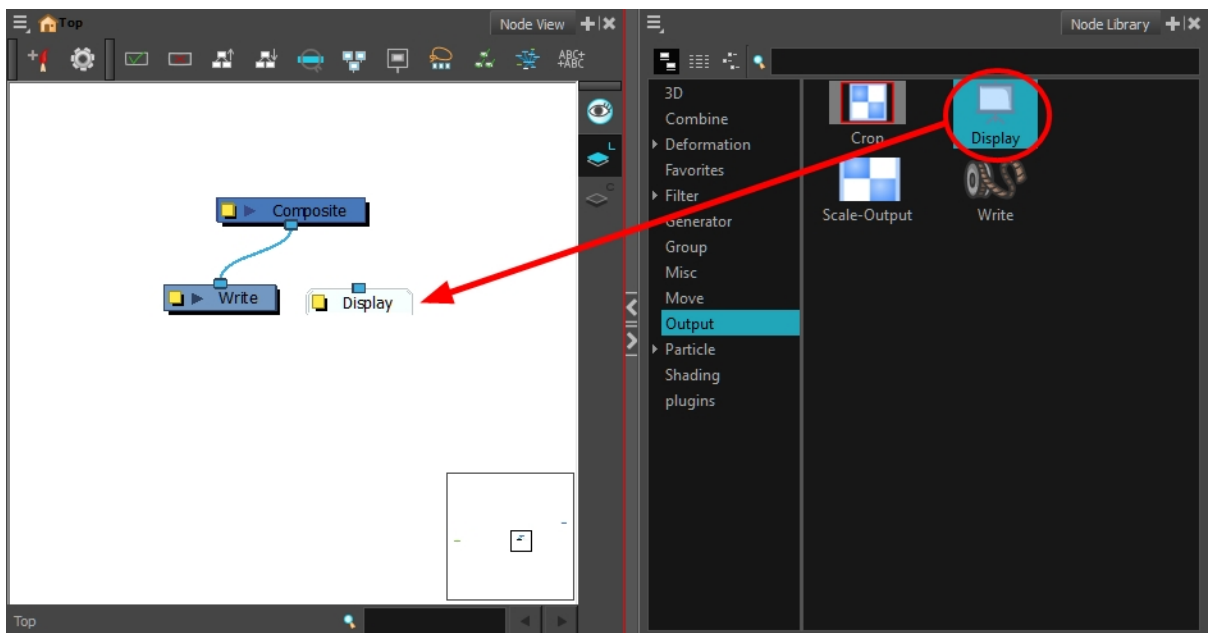 Top
Node View
ABC+
+ABC
L
C
Composite
Write
Display
Top
Node Library
3D
Combine
Deformation
Favorites
Filter
Generator
Group
Misc
Move
Output
Particle
Shading
plugins
Crop
Display
Scale-Output
Write